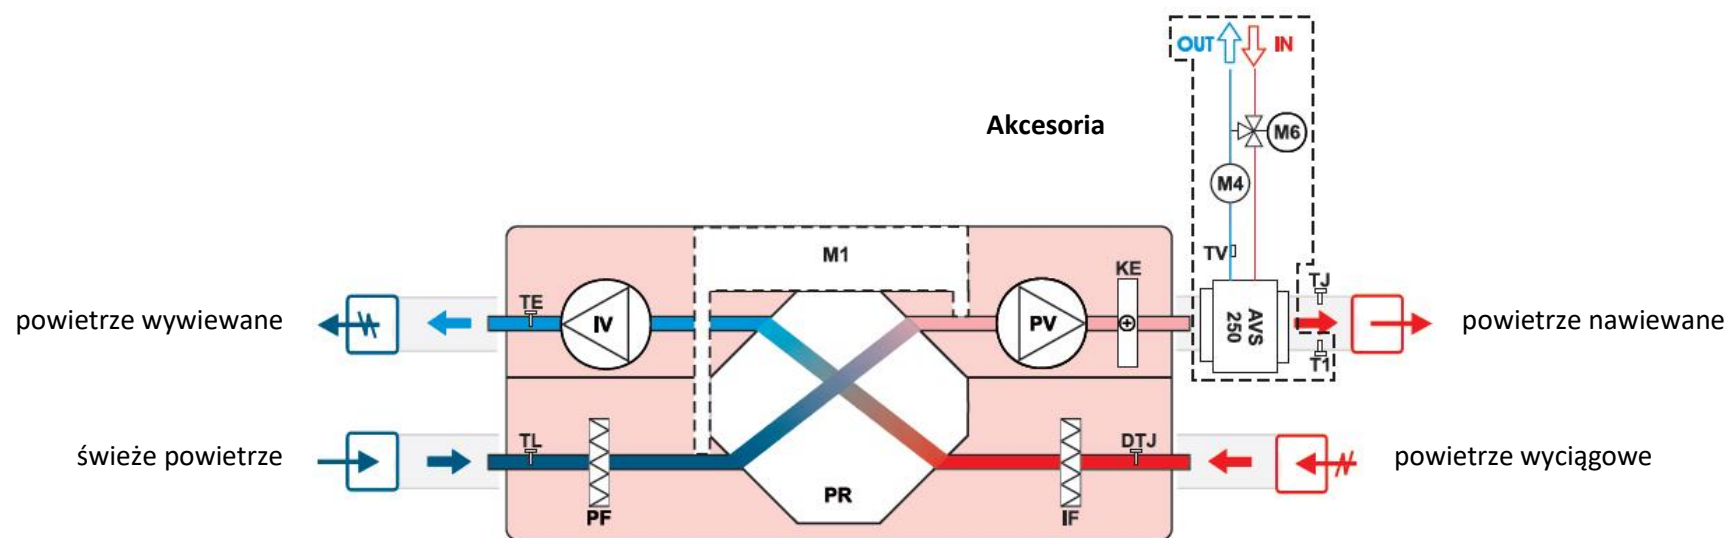 OUT IN
Akcesoria
M6
M4
M1
TV
KE
TJ
TE
powietrze wywiewane
IV
PV
AVS
250
powietrze nawiewane
T1
świeże powietrze
TL
DTJ
powietrze wyciągowe
PR
PF
IF